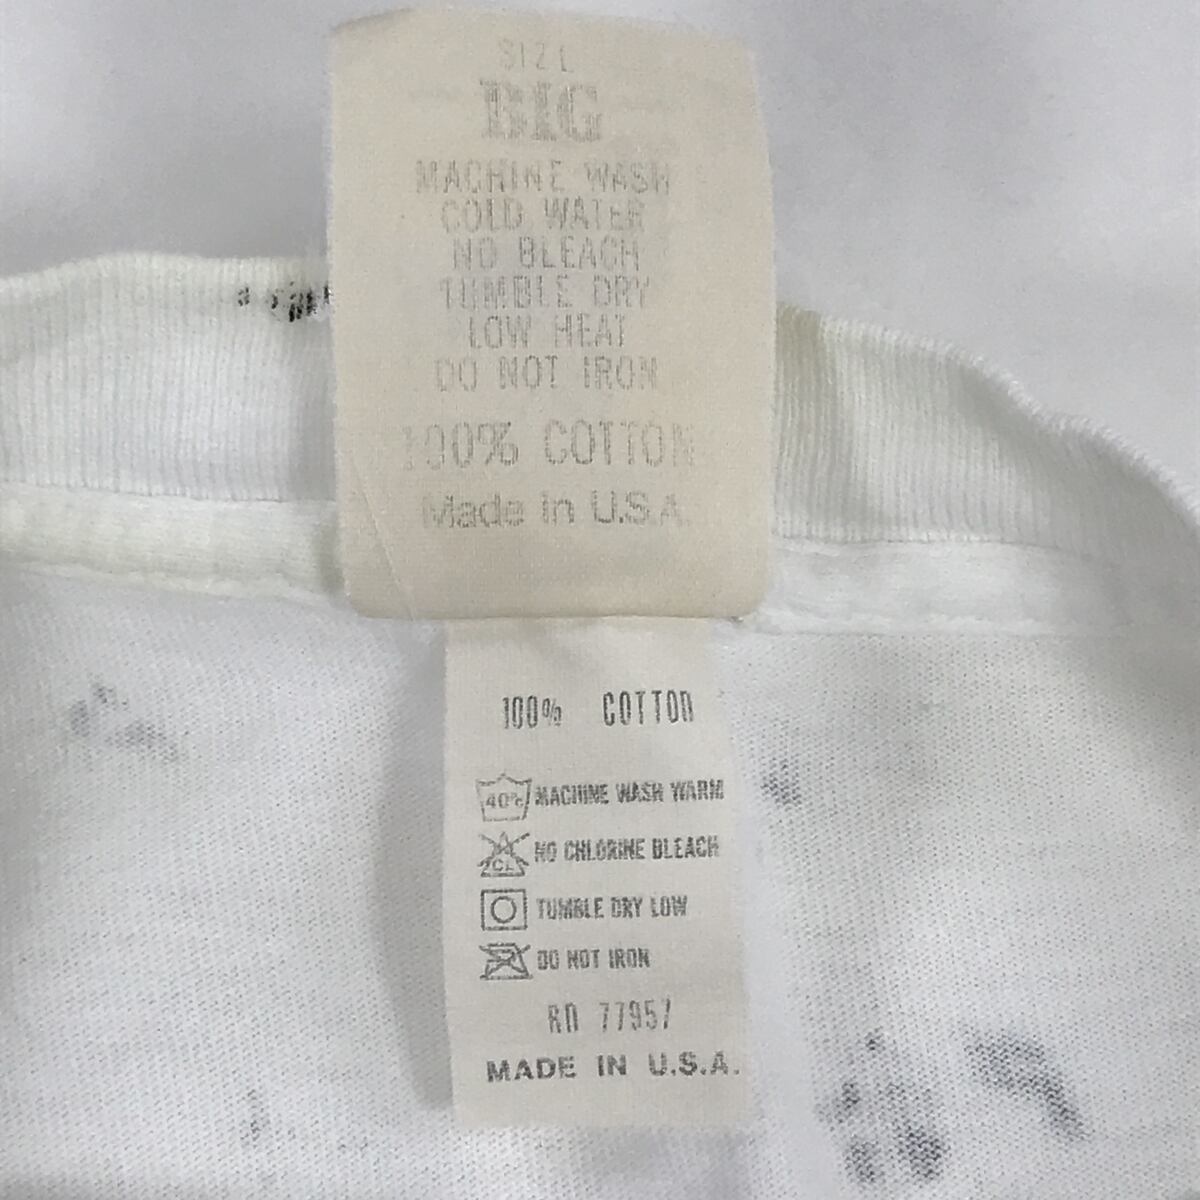 SIZ L
BIG
MACHINE WASH
COLD WATER
NO BLEACH
TUMBLE DRY
LOW HEAT
DO NOT IRON
100% COTTON
Made in U.S.A.
100% COTTON
40°c MACHINE WASH WARM
CL NO CHLORINE BLEACH
TUMBLE DRY LOW
DO NOT IRON
RN 77957
MADE IN U.S.A.